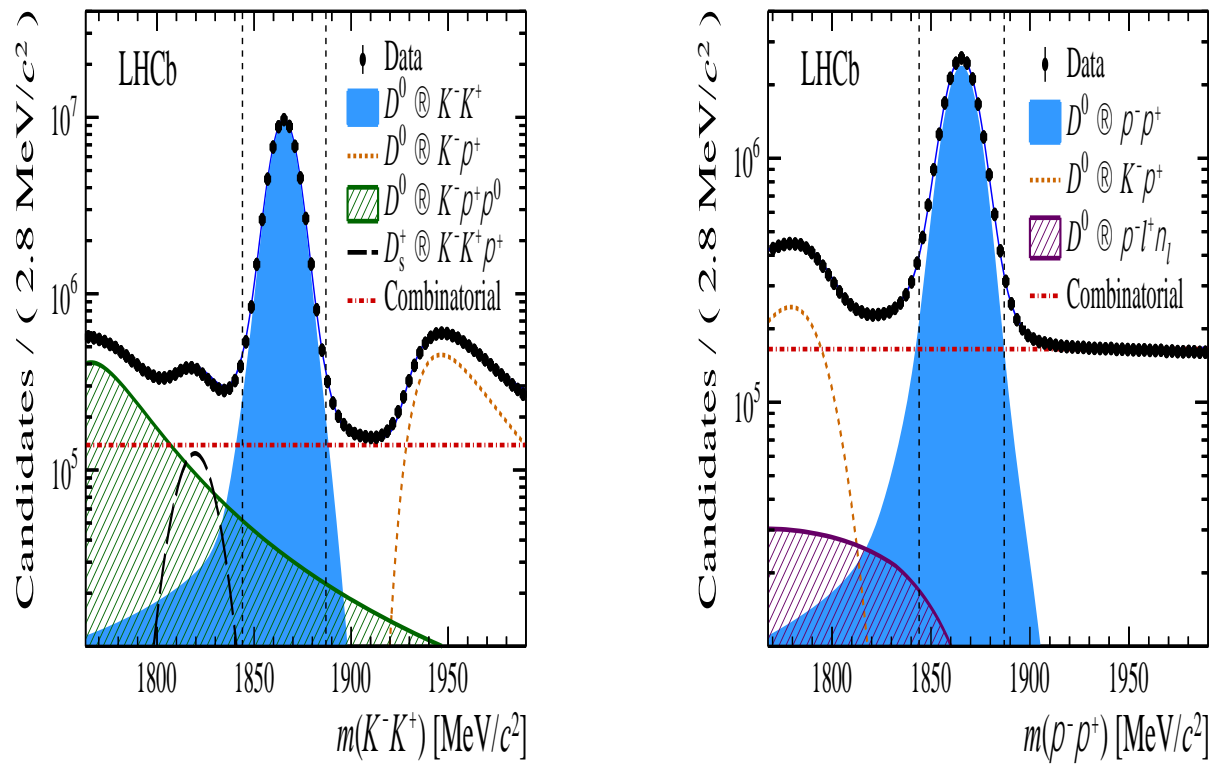 Candidates / ( 2.8 MeV/c² )
LHCb
Data
D⁰ ® K⁻K⁺
D⁰ ® K⁻p⁺
D⁰ ® K⁻p⁺p⁰
Dₛ⁺ ® K⁻K⁺p⁺
Combinatorial
10⁷
10⁶
10⁵
1800 1850 1900 1950
m(K⁻K⁺) [MeV/c²]
Candidates / ( 2.8 MeV/c² )
LHCb
Data
D⁰ ® p⁻p⁺
D⁰ ® K⁻p⁺
D⁰ ® p⁻l⁺nₗ
Combinatorial
10⁶
10⁵
1800 1850 1900 1950
m(p⁻p⁺) [MeV/c²]